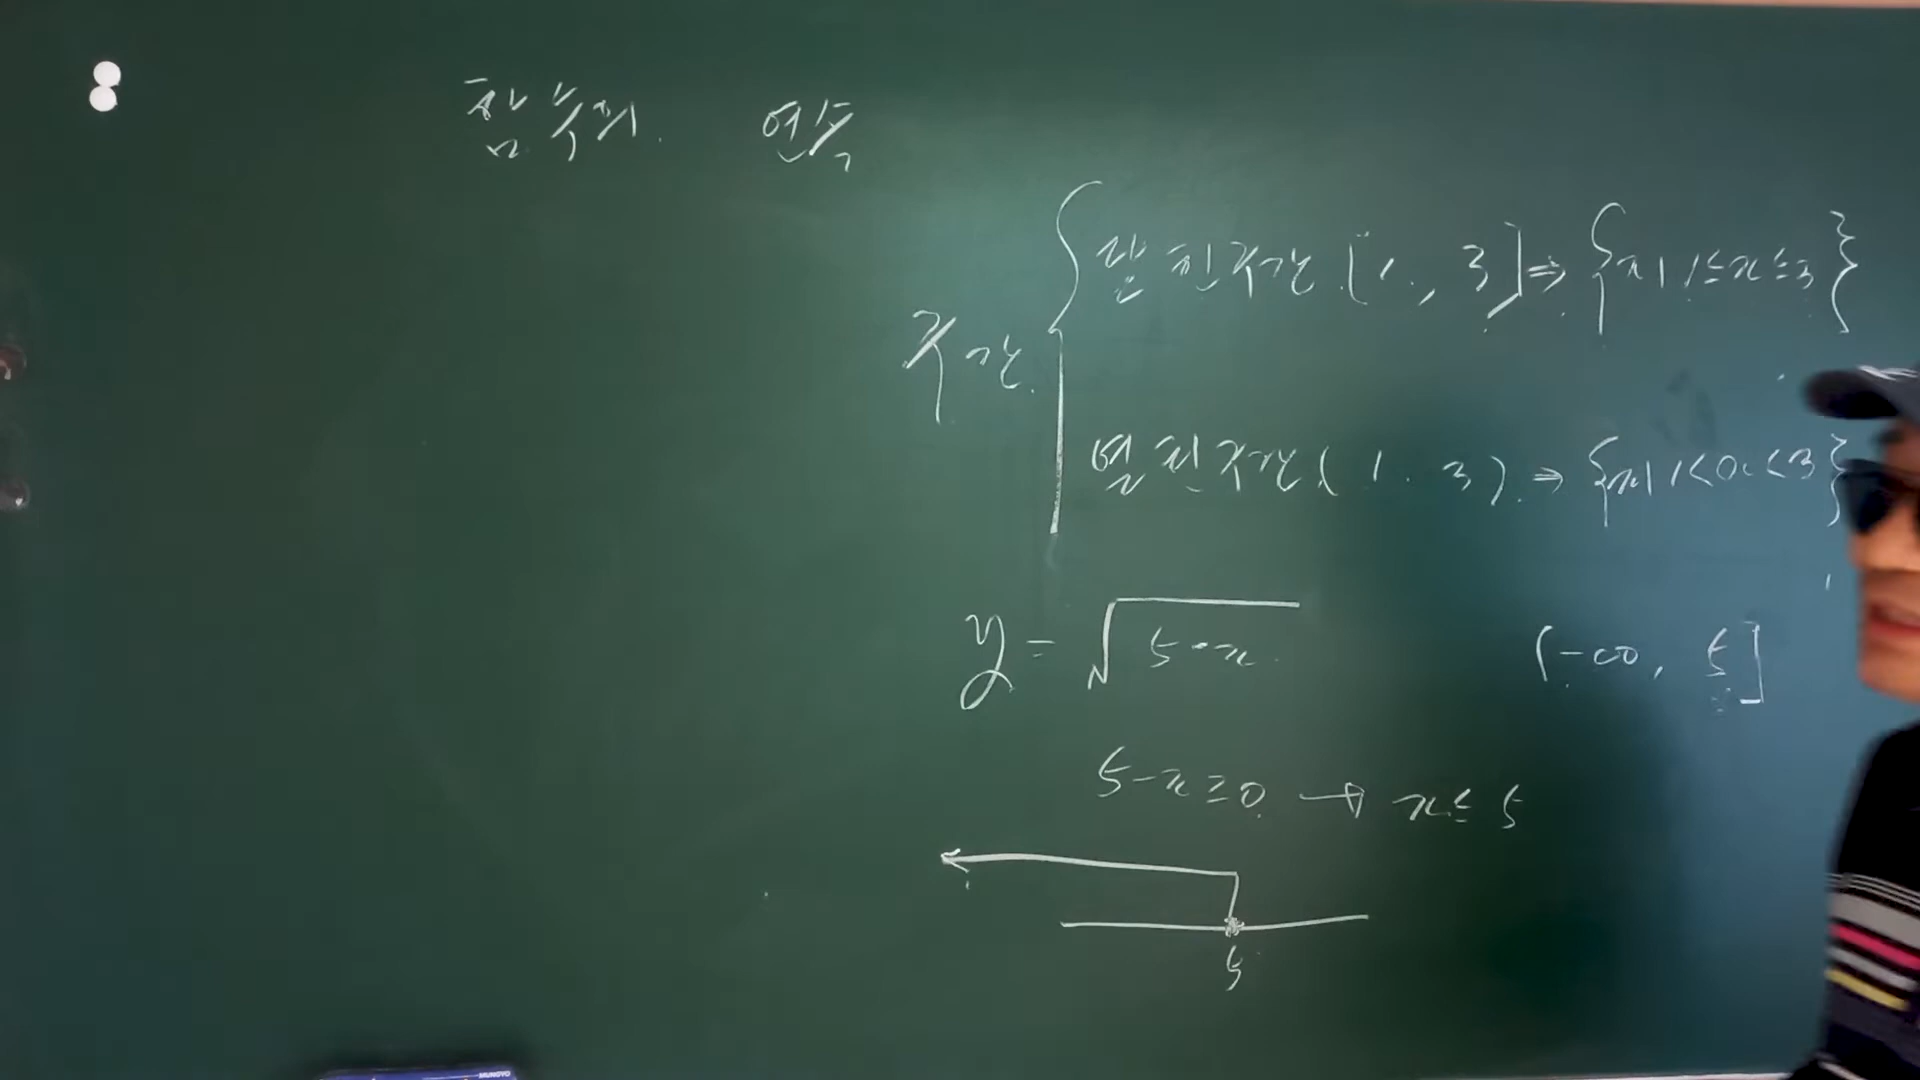 함수의 연속
구간
닫힌구간 [1, 3] ⇒ {x | 1 ≤ x ≤ 3}
열린구간 (1. 3) ⇒ {x | 1 < x < 3}
y = √(5-x) (-∞, 5]
5-x ≥ 0 → x ≤ 5
5
MUNGYO